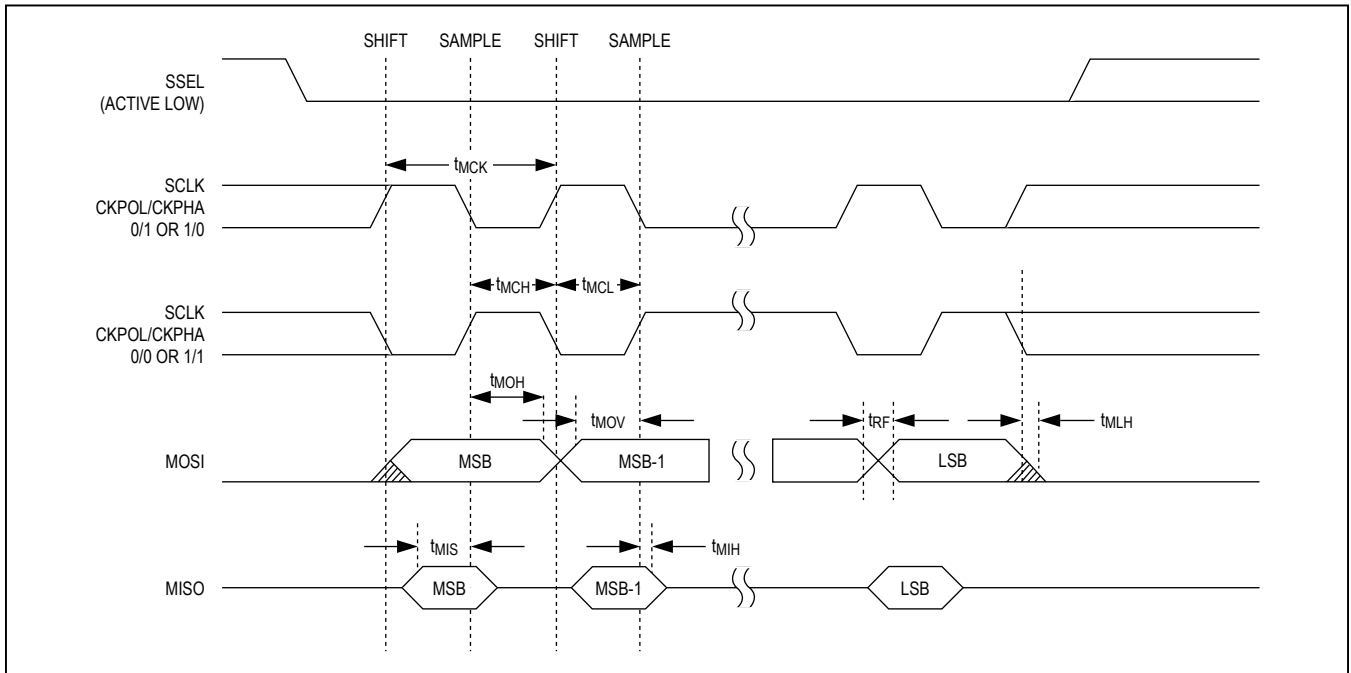 SHIFT SAMPLE SHIFT SAMPLE
SSEL
(ACTIVE LOW)
tMCK
SCLK
CKPOL/CKPHA
0/1 OR 1/0
tMCH tMCL
SCLK
CKPOL/CKPHA
0/0 OR 1/1
tMOH
tMOV tRF tMLH
MOSI MSB MSB-1 LSB
tMIS tMIH
MISO MSB MSB-1 LSB